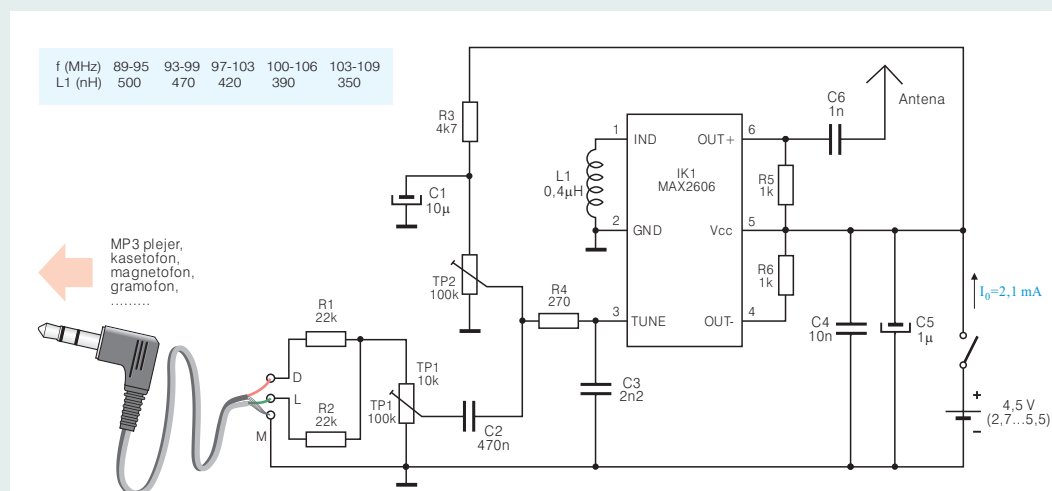 f (MHz) 89-95 93-99 97-103 100-106 103-109
L1 (nH) 500 470 420 390 350
R3
4k7
C1
10µ
TP2
100k
R4
270
L1
0,4µH
1
IND
2
GND
3
TUNE
IK1
MAX2606
OUT+
6
Vcc
5
OUT-
4
C6
1n
Antena
R5
1k
R6
1k
C4
10n
C5
1µ
I₀=2,1 mA
+
4,5 V
(2,7...5,5)
–
MP3 plejer,
kasetofon,
magnetofon,
gramofon,
.........
R1
22k
D
L
M
R2
22k
TP1
10k
TP1
100k
C2
470n
C3
2n2